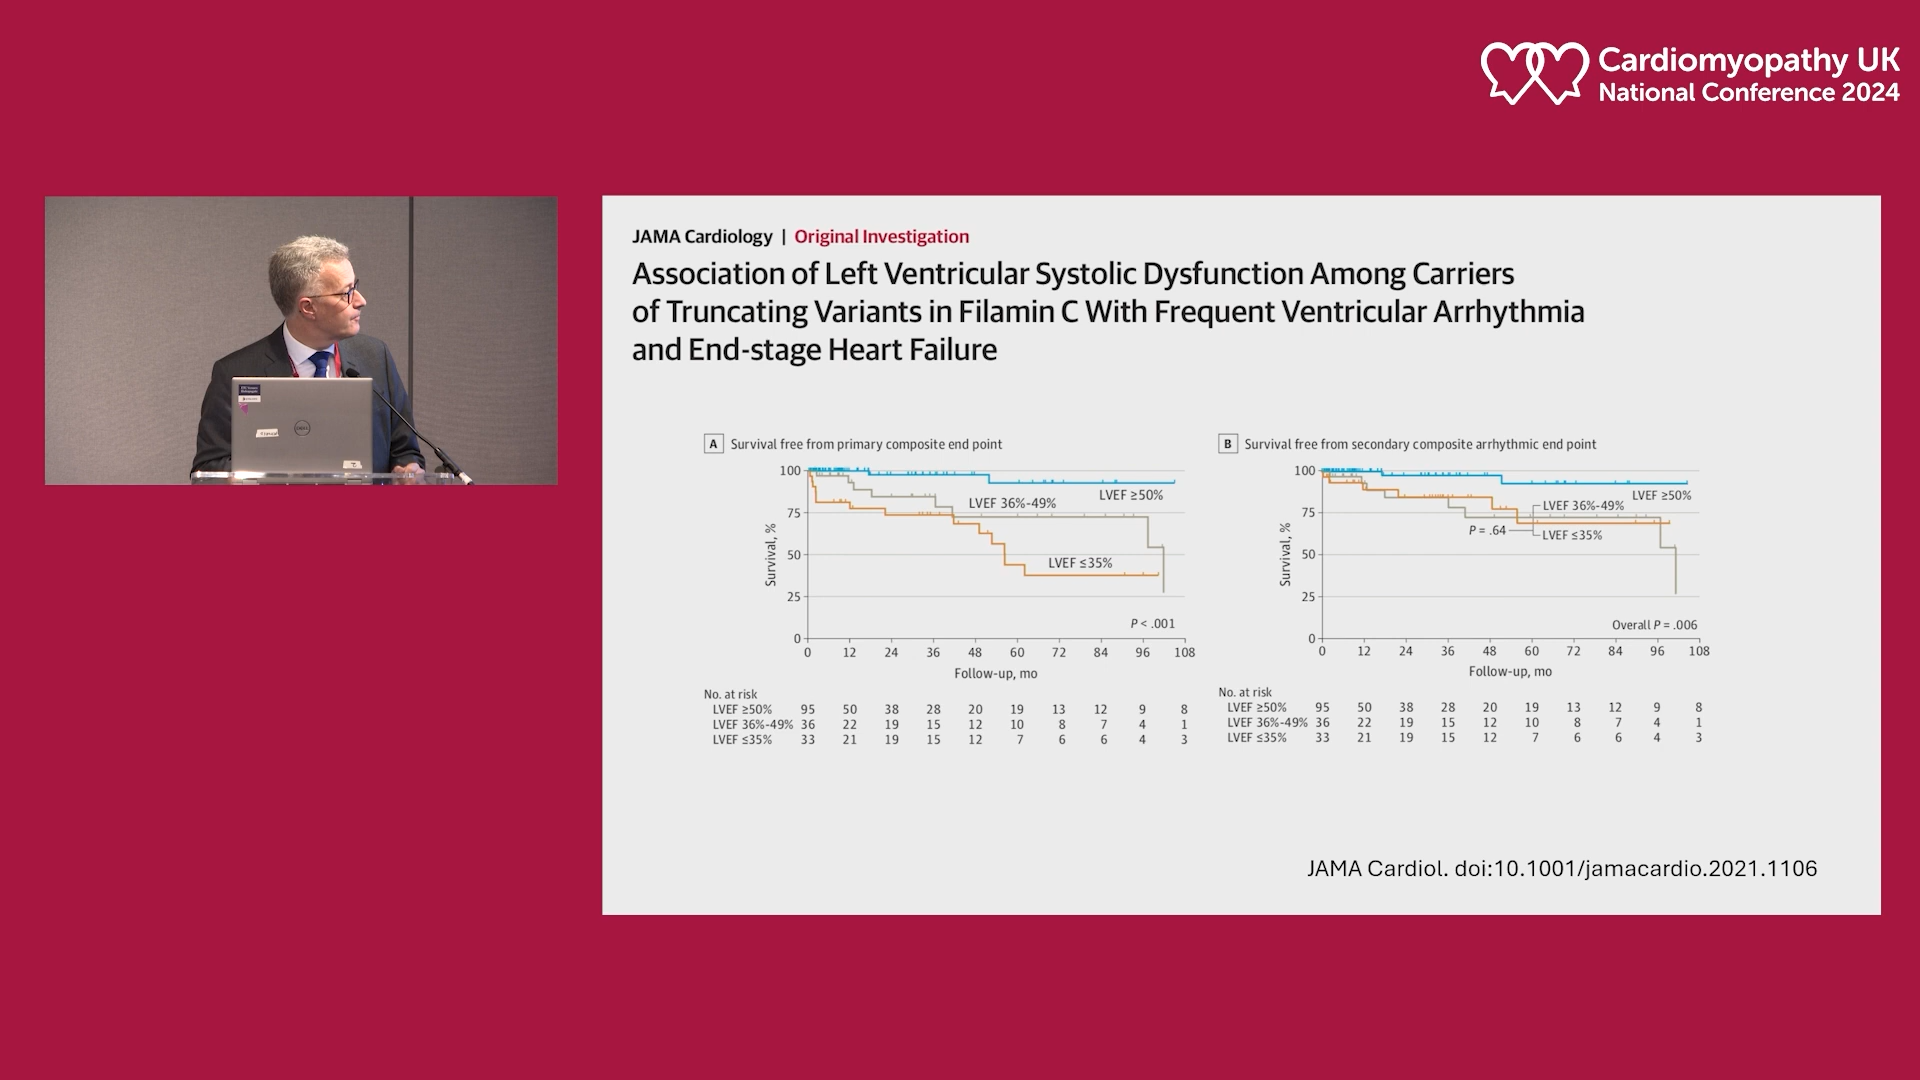 Cardiomyopathy UK
National Conference 2024
JAMA Cardiology | Original Investigation
Association of Left Ventricular Systolic Dysfunction Among Carriers
of Truncating Variants in Filamin C With Frequent Ventricular Arrhythmia
and End-stage Heart Failure
A Survival free from primary composite end point
100
75
50
25
0
Survival, %
LVEF ≥50%
LVEF 36%-49%
LVEF ≤35%
P < .001
0 12 24 36 48 60 72 84 96 108
Follow-up, mo
No. at risk
LVEF ≥50% 95 50 38 28 20 19 13 12 9 8
LVEF 36%-49% 36 22 19 15 12 10 8 7 4 1
LVEF ≤35% 33 21 19 15 12 7 6 6 4 3
B Survival free from secondary composite arrhythmic end point
100
75
50
25
0
Survival, %
LVEF ≥50%
LVEF 36%-49%
P = .64
LVEF ≤35%
Overall P = .006
0 12 24 36 48 60 72 84 96 108
Follow-up, mo
No. at risk
LVEF ≥50% 95 50 38 28 20 19 13 12 9 8
LVEF 36%-49% 36 22 19 15 12 10 8 7 4 1
LVEF ≤35% 33 21 19 15 12 7 6 6 4 3
JAMA Cardiol. doi:10.1001/jamacardio.2021.1106